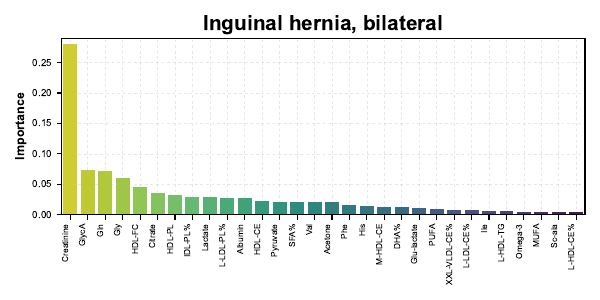 Inguinal hernia, bilateral
Importance
0.25
0.20
0.15
0.10
0.05
0.00
Creatinine
GlycA
Gln
Gly
HDL-FC
Citrate
HDL-PL
IDL-PL%
Lactate
L-LDL-PL%
Albumin
HDL-CE
Pyruvate
SFA%
Val
Acetone
Phe
His
M-HDL-CE
DHA%
Glu-lactate
PUFA
XXL-VLDL-CE%
L-LDL-CE%
Ile
L-HDL-TG
Omega-3
MUFA
Sc-ala
L-HDL-CE%